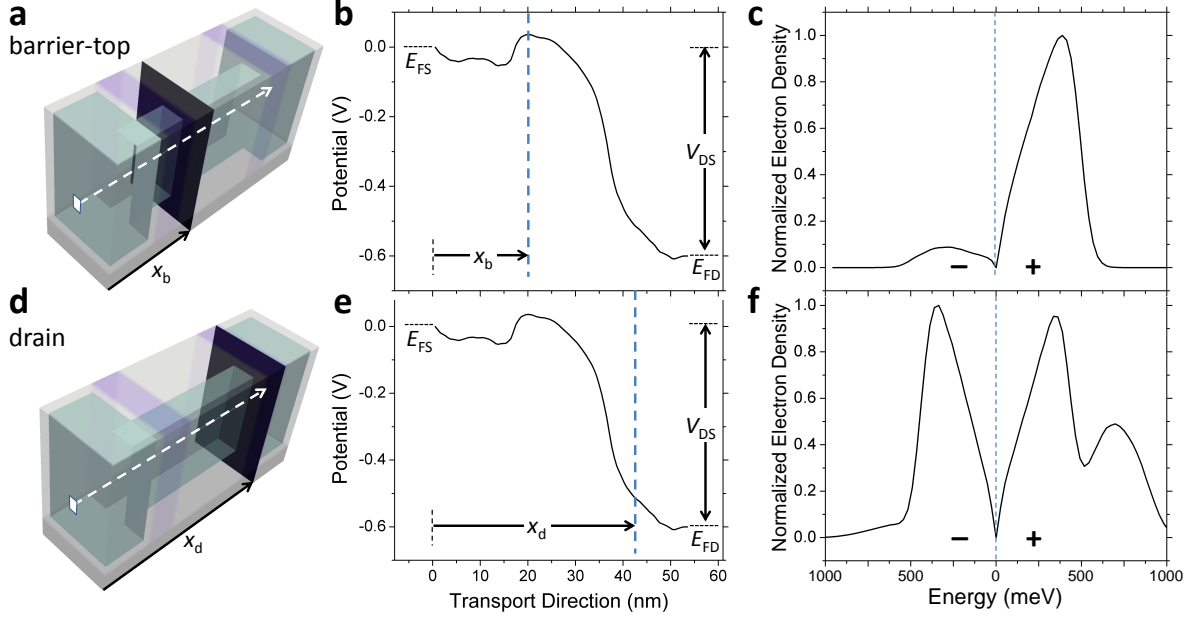 a
barrier-top
x_b
b
Potential (V)
0.0
-0.2
-0.4
-0.6
E_FS
V_DS
x_b
E_FD
c
Normalized Electron Density
1.0
0.8
0.6
0.4
0.2
0.0
− +
d
drain
x_d
e
Potential (V)
0.0
-0.2
-0.4
-0.6
E_FS
V_DS
x_d
E_FD
0 10 20 30 40 50 60
Transport Direction (nm)
f
Normalized Electron Density
1.0
0.8
0.6
0.4
0.2
0.0
− +
1000 500 0 500 1000
Energy (meV)